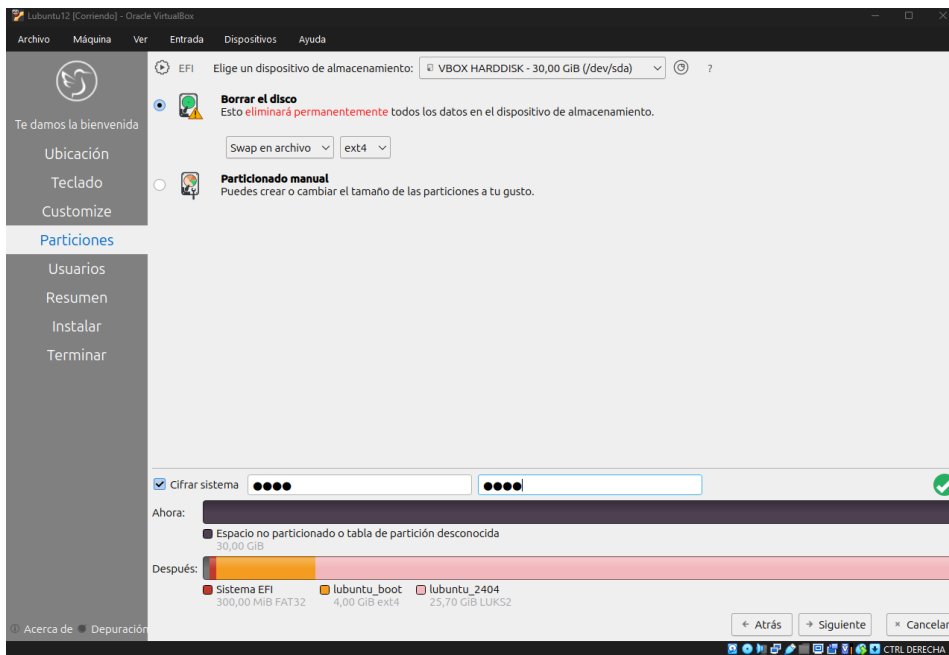 Lubuntu12 [Corriendo] - Oracle VirtualBox
Archivo Máquina Ver Entrada Dispositivos Ayuda
EFI Elige un dispositivo de almacenamiento: VBOX HARDDISK - 30,00 GiB (/dev/sda) ?
Te damos la bienvenida
Ubicación
Teclado
Customize
Particiones
Usuarios
Resumen
Instalar
Terminar
Acerca de Depuración
Borrar el disco
Esto eliminará permanentemente todos los datos en el dispositivo de almacenamiento.
Swap en archivo ext4
Particionado manual
Puedes crear o cambiar el tamaño de las particiones a tu gusto.
Cifrar sistema ●●●● ●●●●
Ahora:
Espacio no particionado o tabla de partición desconocida
30,00 GiB
Después:
Sistema EFI lubuntu_boot lubuntu_2404
300,00 MiB FAT32 4,00 GiB ext4 25,70 GiB LUKS2
Atrás Siguiente Cancelar
CTRL DERECHA